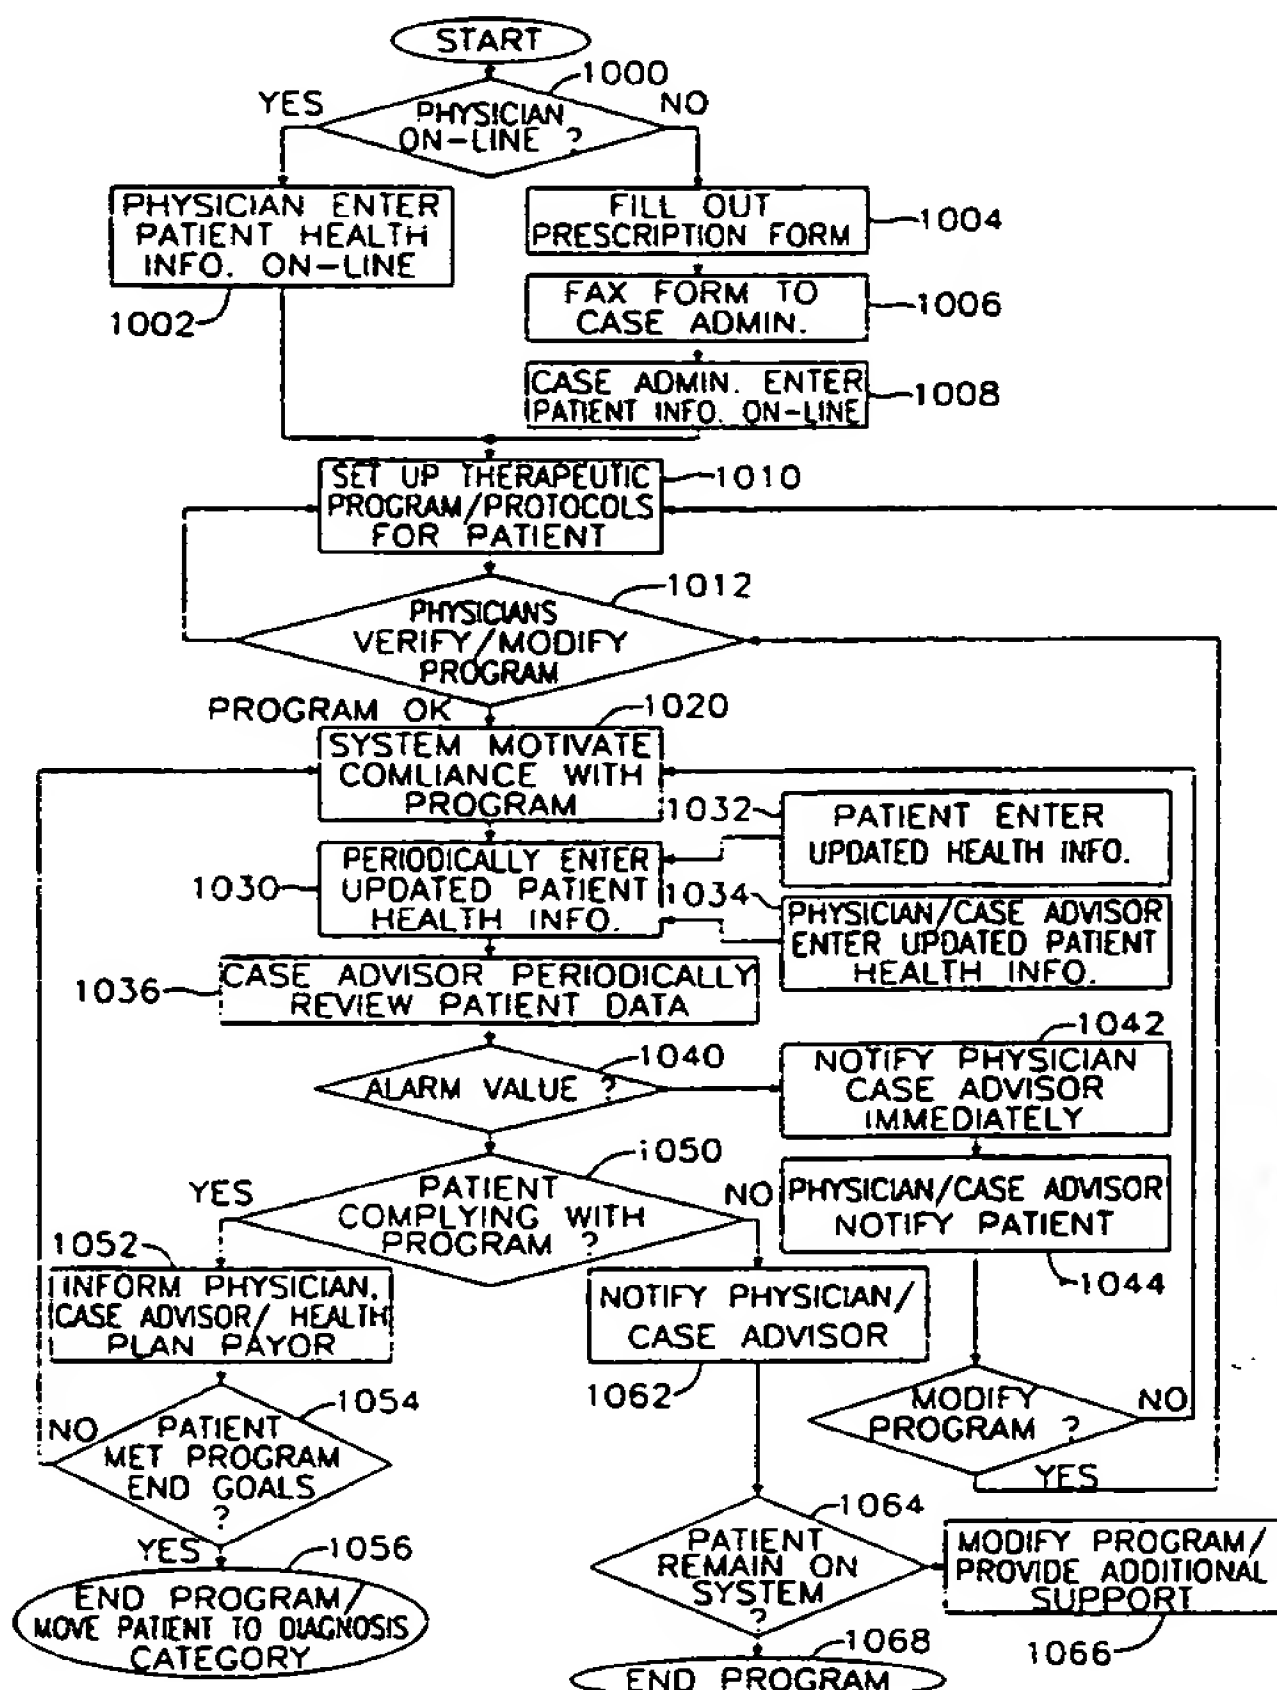 START
1000
YES
NO
PHYSICIAN
ON-LINE ?
PHYSICIAN ENTER
PATIENT HEALTH
INFO. ON-LINE
1002
FILL OUT
PRESCRIPTION FORM
1004
FAX FORM TO
CASE ADMIN.
1006
CASE ADMIN. ENTER
PATIENT INFO. ON-LINE
1008
SET UP THERAPEUTIC
PROGRAM/PROTOCOLS
FOR PATIENT
1010
1012
PHYSICIANS
VERIFY/MODIFY
PROGRAM
PROGRAM OK
1020
SYSTEM MOTIVATE
COMLIANCE WITH
PROGRAM
1032
PATIENT ENTER
UPDATED HEALTH INFO.
1030
PERIODICALLY ENTER
UPDATED PATIENT
HEALTH INFO.
1034
PHYSICIAN/CASE ADVISOR
ENTER UPDATED PATIENT
HEALTH INFO.
1036
CASE ADVISOR PERIODICALLY
REVIEW PATIENT DATA
1040
ALARM VALUE ?
1042
NOTIFY PHYSICIAN
CASE ADVISOR
IMMEDIATELY
1050
YES
NO
PATIENT
COMPLYING WITH
PROGRAM ?
PHYSICIAN/CASE ADVISOR
NOTIFY PATIENT
1044
1052
INFORM PHYSICIAN,
CASE ADVISOR/ HEALTH
PLAN PAYOR
NOTIFY PHYSICIAN/
CASE ADVISOR
1062
MODIFY
PROGRAM ?
NO
YES
1054
NO
PATIENT
MET PROGRAM
END GOALS
?
YES
1056
END PROGRAM/
MOVE PATIENT TO DIAGNOSIS
CATEGORY
1064
PATIENT
REMAIN ON
SYSTEM
?
MODIFY PROGRAM/
PROVIDE ADDITIONAL
SUPPORT
1066
1068
END PROGRAM